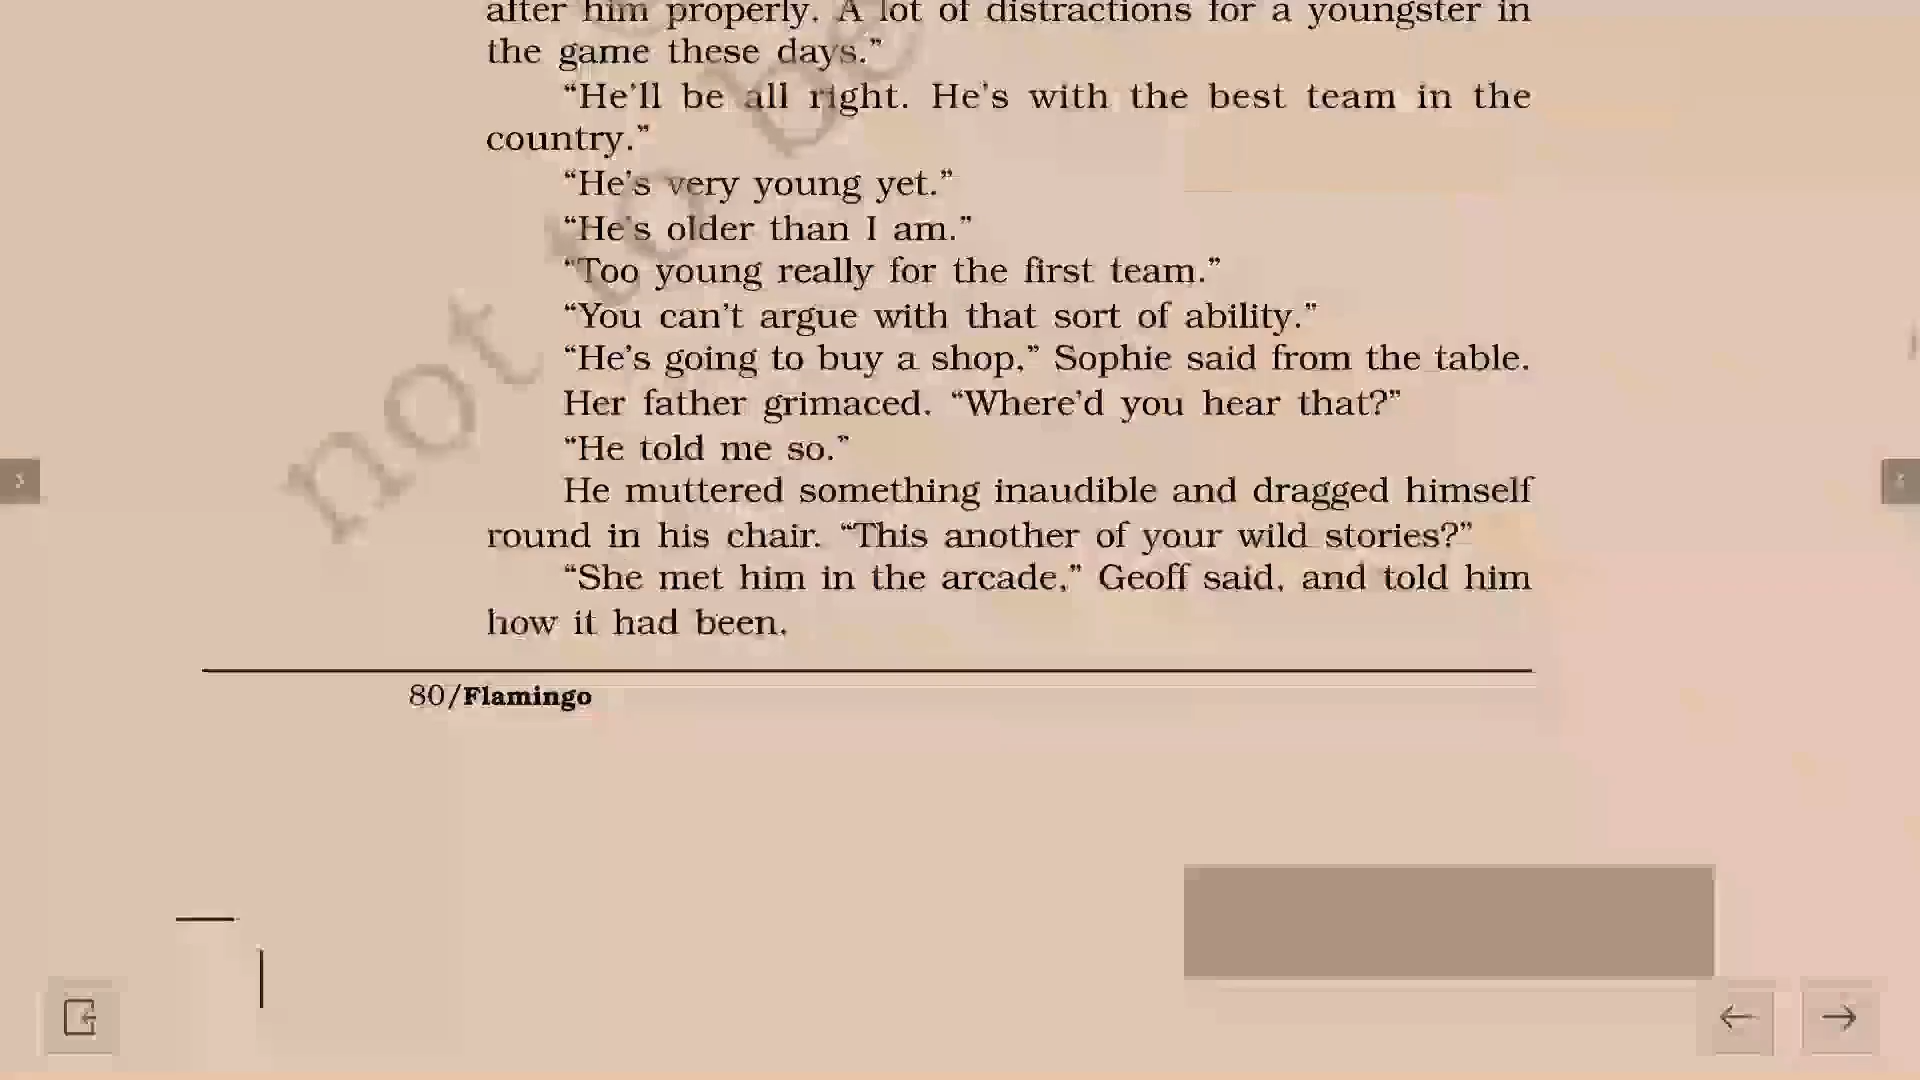 after him properly. A lot of distractions for a youngster in
the game these days.”
“He’ll be all right. He’s with the best team in the
country.”
“He’s very young yet.”
“He’s older than I am.”
“Too young really for the first team.”
“You can’t argue with that sort of ability.”
“He’s going to buy a shop,” Sophie said from the table.
Her father grimaced. “Where’d you hear that?”
“He told me so.”
He muttered something inaudible and dragged himself
round in his chair. “This another of your wild stories?”
“She met him in the arcade,” Geoff said, and told him
how it had been.
80/Flamingo
not to be